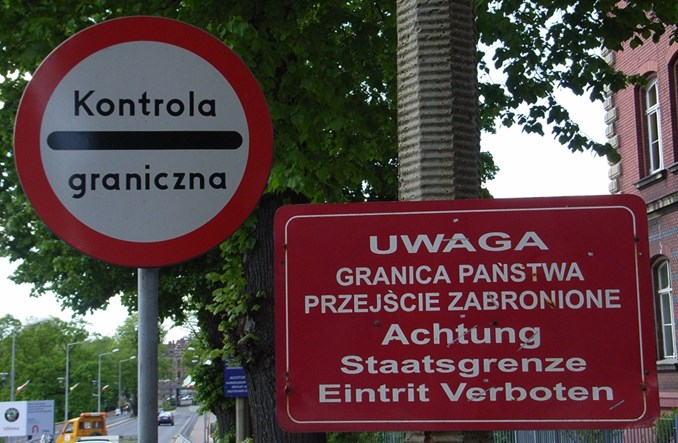 Kontrola
graniczna
UWAGA
GRANICA PAŃSTWA
PRZEJŚCIE ZABRONIONE
Achtung
Staatsgrenze
Eintrit Verboten